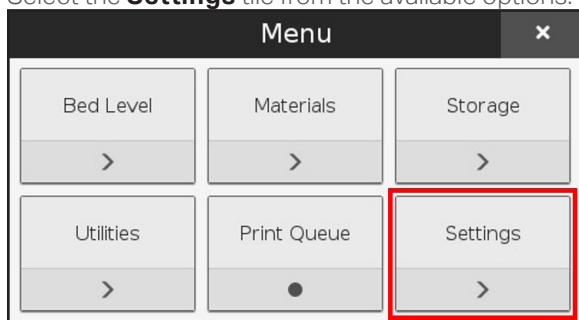 Select the Settings tile from the available options.
Menu ×
Bed Level Materials Storage
> > >
Utilities Print Queue Settings
> ● >